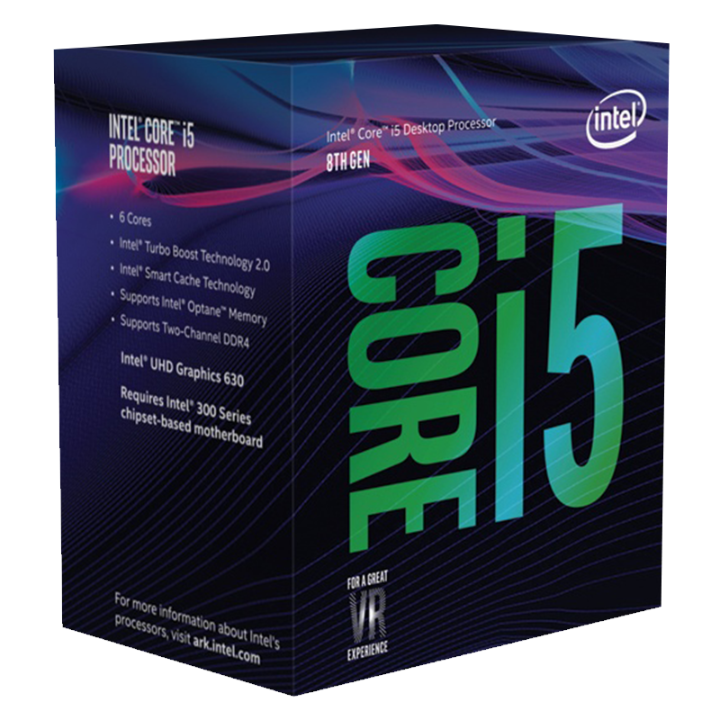 INTEL® CORE™ i5
PROCESSOR
• 6 Cores
• Intel® Turbo Boost Technology 2.0
• Intel® Smart Cache Technology
• Supports Intel® Optane™ Memory
• Supports Two-Channel DDR4
Intel® UHD Graphics 630
Requires Intel® 300 Series
chipset-based motherboard
For more information about Intel's
processors, visit ark.intel.com
Intel® Core™ i5 Desktop Processor
8TH GEN
intel
CORE i5
FOR A GREAT
VR
EXPERIENCE